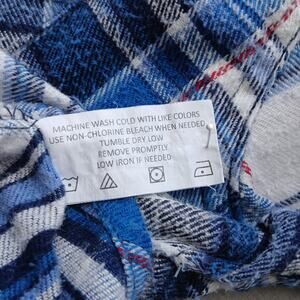 MACHINE WASH COLD WITH LIKE COLORS
USE NON-CHLORINE BLEACH WHEN NEEDED
TUMBLE DRY LOW
REMOVE PROMPTLY
LOW IRON IF NEEDED